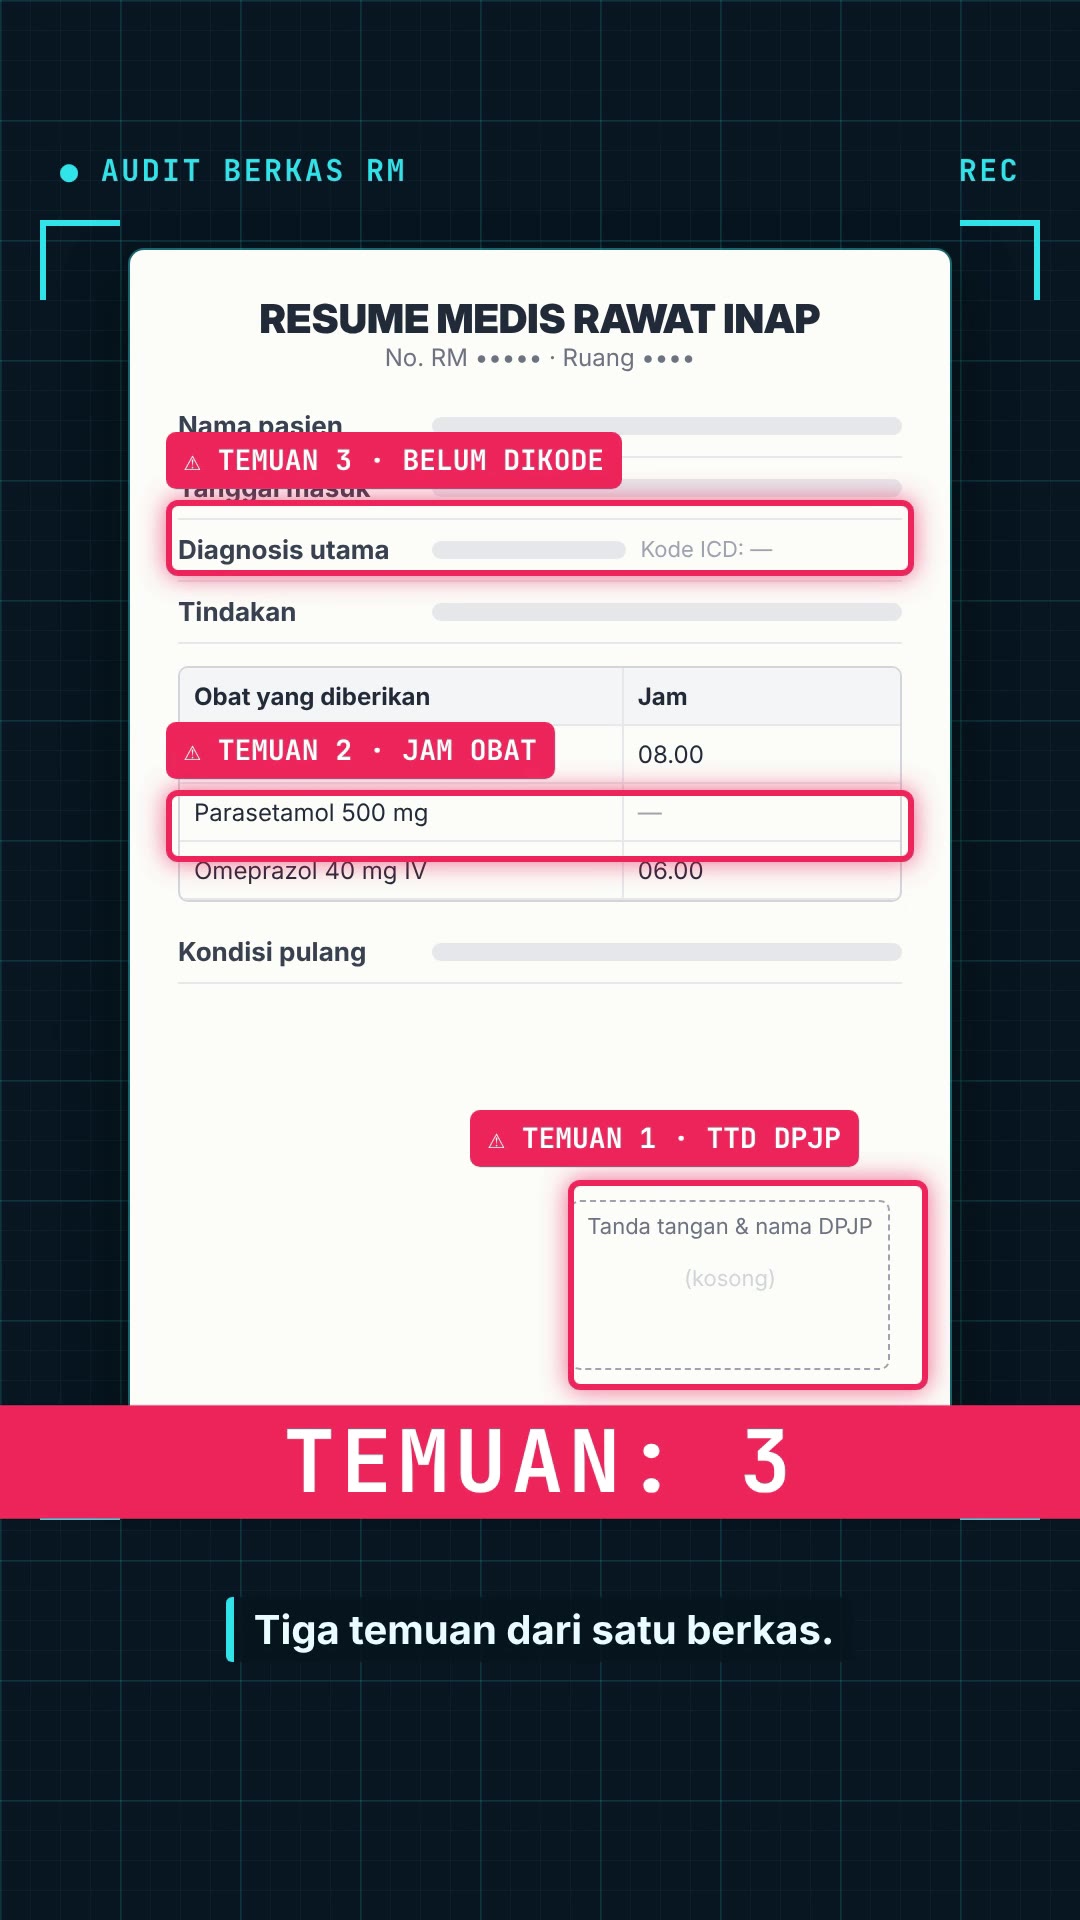 AUDIT BERKAS RM
REC
RESUME MEDIS RAWAT INAP
No. RM ••••• · Ruang ••••
Nama pasien
⚠ TEMUAN 3 · BELUM DIKODE
Tanggal masuk
Diagnosis utama Kode ICD: —
Tindakan
Obat yang diberikan Jam
⚠ TEMUAN 2 · JAM OBAT 08.00
Parasetamol 500 mg —
Omeprazol 40 mg IV 06.00
Kondisi pulang
⚠ TEMUAN 1 · TTD DPJP
Tanda tangan & nama DPJP
(kosong)
TEMUAN: 3
Tiga temuan dari satu berkas.